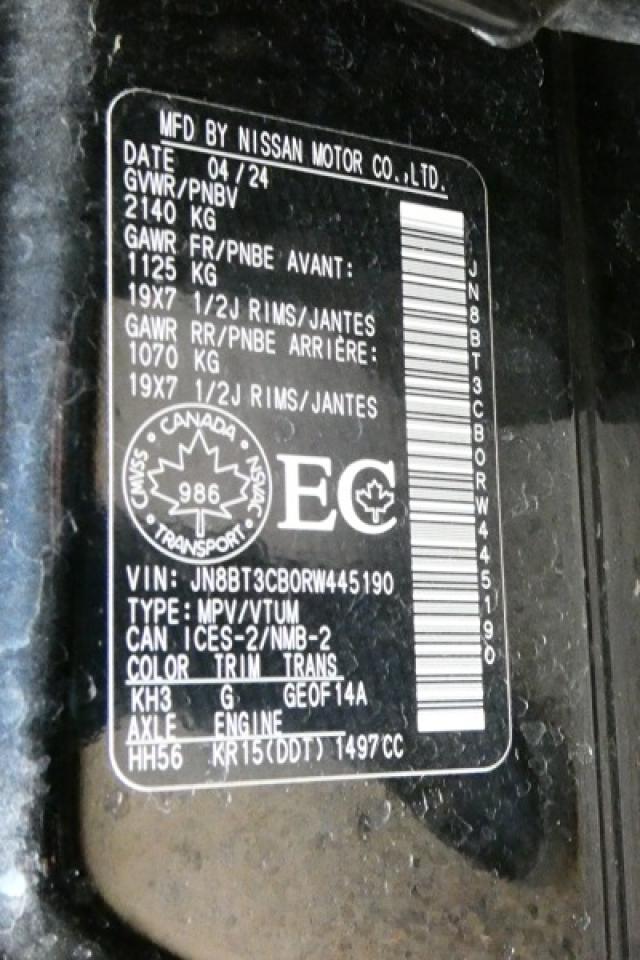 MFD BY NISSAN MOTOR CO.,LTD.
DATE 04/24
GVWR/PNBV
2140 KG
GAWR FR/PNBE AVANT:
1125 KG
19X7 1/2J RIMS/JANTES
GAWR RR/PNBE ARRIÈRE:
1070 KG
19X7 1/2J RIMS/JANTES
CANADA
CMVSS 986 NSVAC
TRANSPORT
EC
VIN: JN8BT3CB0RW445190
TYPE: MPV/VTUM
CAN ICES-2/NMB-2
COLOR TRIM TRANS
KH3 G GE0F14A
AXLE ENGINE
HH56 KR15(DDT) 1497CC
JN8BT3CB0RW445190